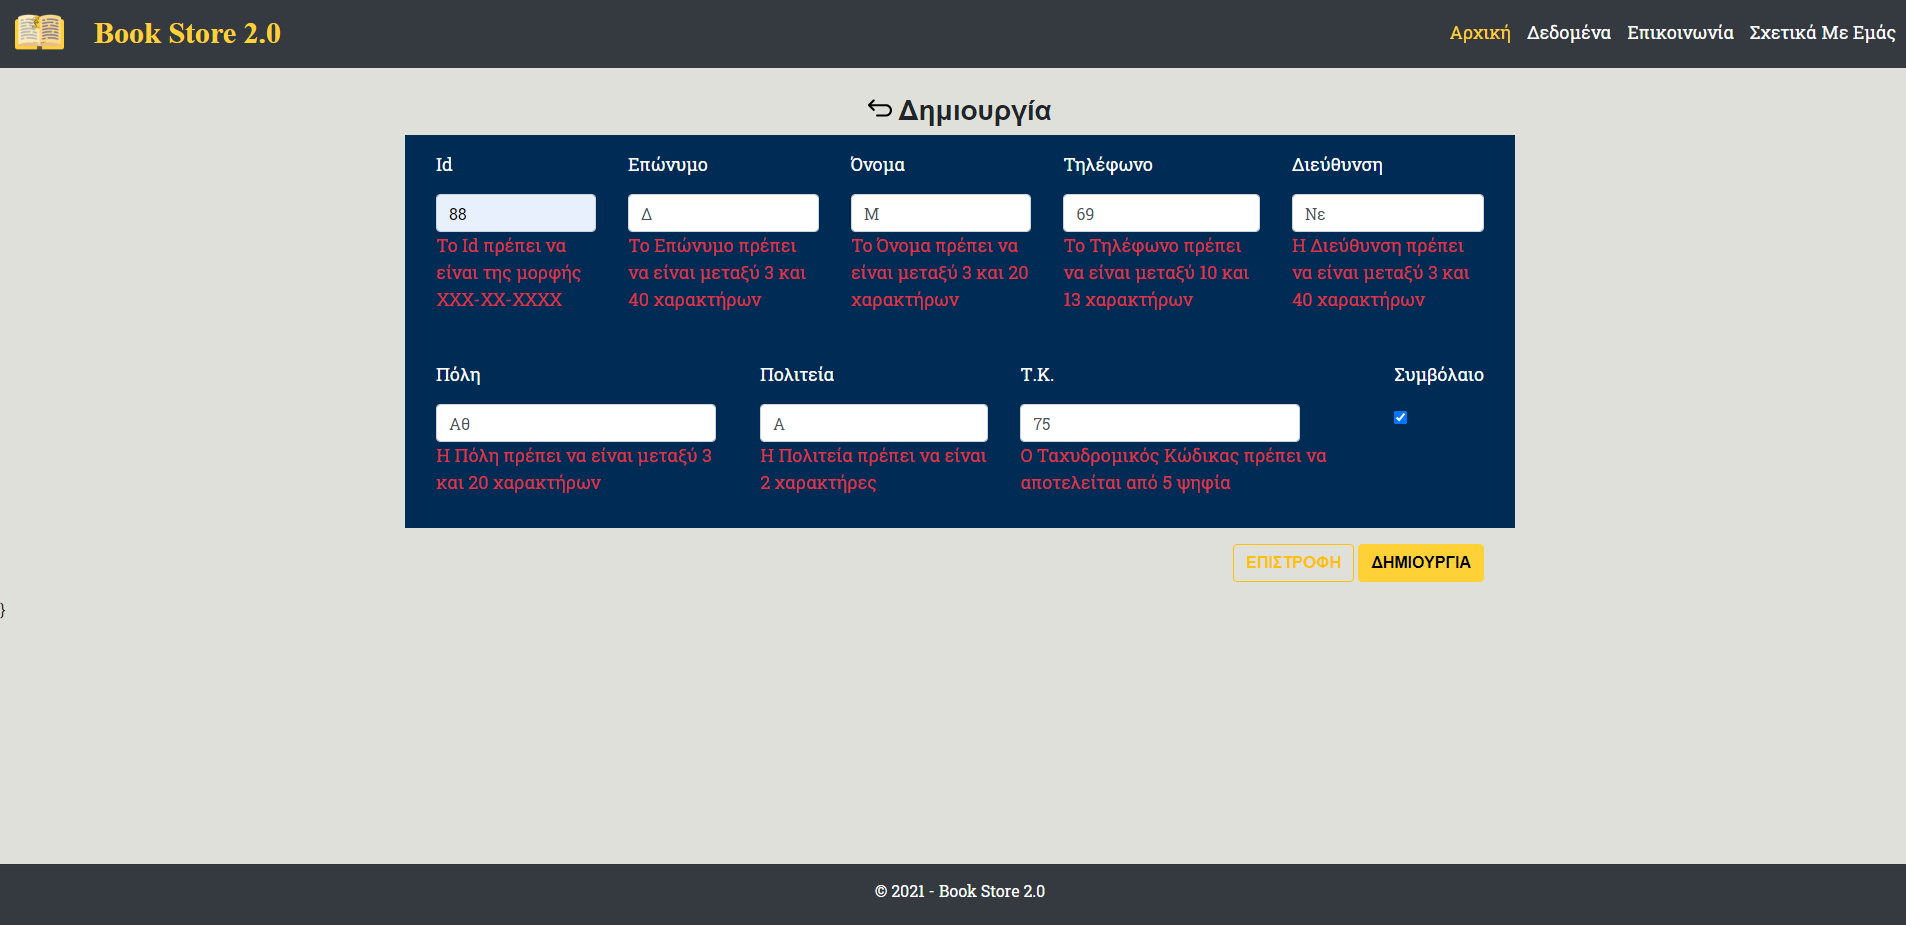 Book Store 2.0
Αρχική Δεδομένα Επικοινωνία Σχετικά Με Εμάς
Δημιουργία
Id Επώνυμο Όνομα Τηλέφωνο Διεύθυνση
88 Δ Μ 69 Νε
Το Id πρέπει να
είναι της μορφής
XXX-XX-XXXX
Το Επώνυμο πρέπει
να είναι μεταξύ 3 και
40 χαρακτήρων
Το Όνομα πρέπει να
είναι μεταξύ 3 και 20
χαρακτήρων
Το Τηλέφωνο πρέπει
να είναι μεταξύ 10 και
13 χαρακτήρων
Η Διεύθυνση πρέπει
να είναι μεταξύ 3 και
40 χαρακτήρων
Πόλη Πολιτεία Τ.Κ. Συμβόλαιο
Αθ Α 75
Η Πόλη πρέπει να είναι μεταξύ 3
και 20 χαρακτήρων
Η Πολιτεία πρέπει να είναι
2 χαρακτήρες
Ο Ταχυδρομικός Κώδικας πρέπει να
αποτελείται από 5 ψηφία
ΕΠΙΣΤΡΟΦΗ ΔΗΜΙΟΥΡΓΙΑ
}
© 2021 - Book Store 2.0